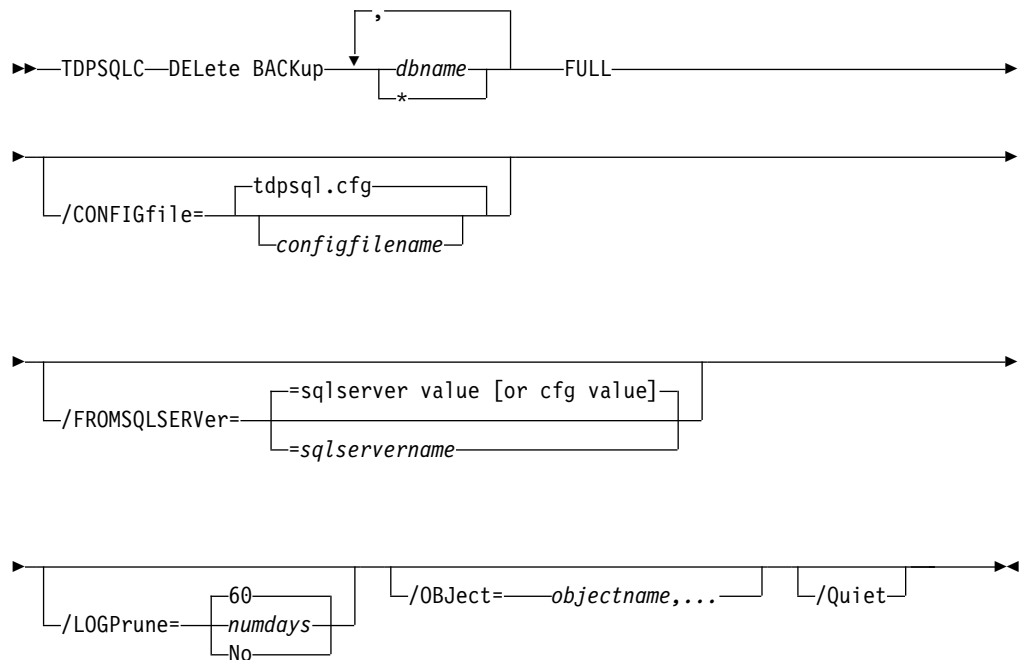 ,
TDPSQLC DELete BACKup dbname FULL
*
/CONFIGfile= tdpsql.cfg
configfilename
/FROMSQLSERVer= =sqlserver value [or cfg value]
=sqlservername
/LOGPrune= 60
numdays
No
/OBJect= objectname,...
/Quiet